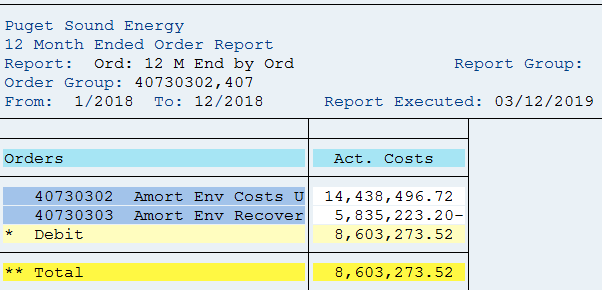 Puget Sound Energy
12 Month Ended Order Report
Report: Ord: 12 M End by Ord Report Group:
Order Group: 40730302,407
From: 1/2018 To: 12/2018 Report Executed: 03/12/2019
Orders Act. Costs
40730302 Amort Env Costs U 14,438,496.72
40730303 Amort Env Recover 5,835,223.20-
* Debit 8,603,273.52
** Total 8,603,273.52